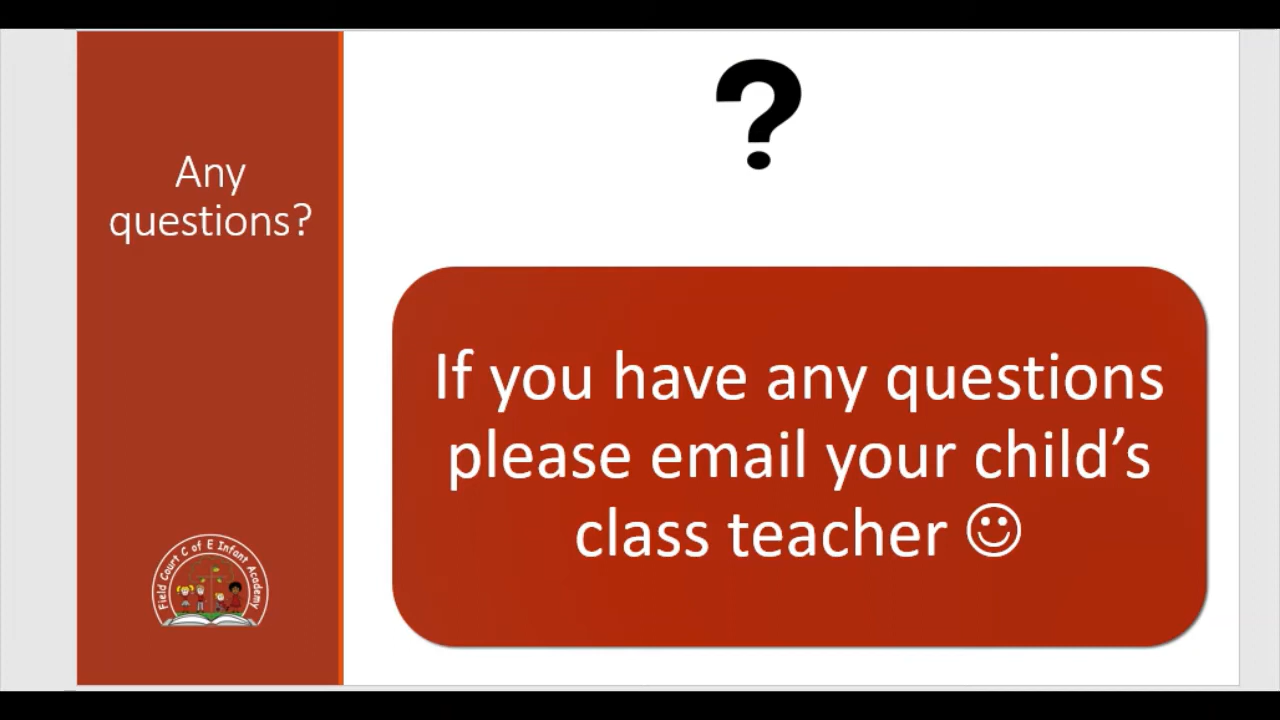 Any
questions?
?
If you have any questions
please email your child’s
class teacher ☺
Field Court C of E Infant Academy